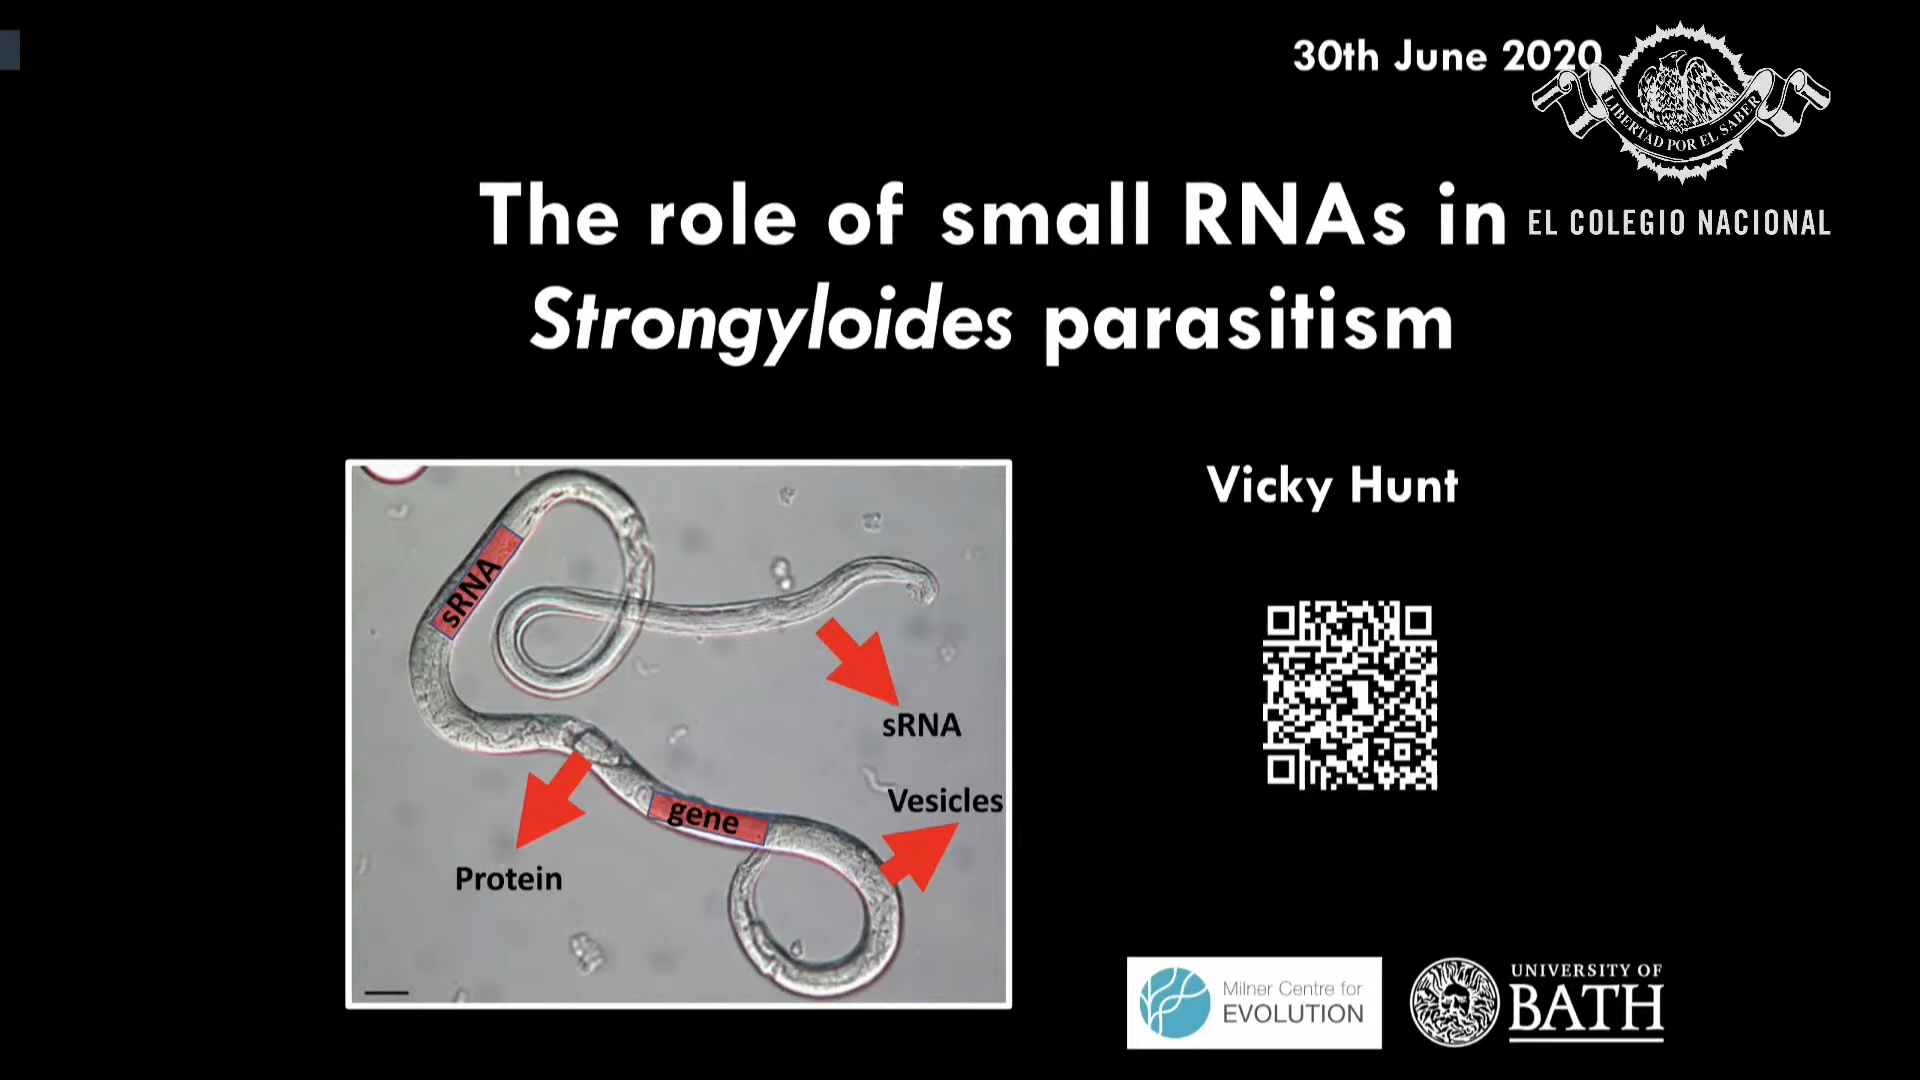 30th June 2020
LIBERTAD POR EL SABER
EL COLEGIO NACIONAL
The role of small RNAs in
Strongyloides parasitism
Vicky Hunt
sRNA
sRNA
Vesicles
gene
Protein
Milner Centre for
EVOLUTION
UNIVERSITY OF
BATH